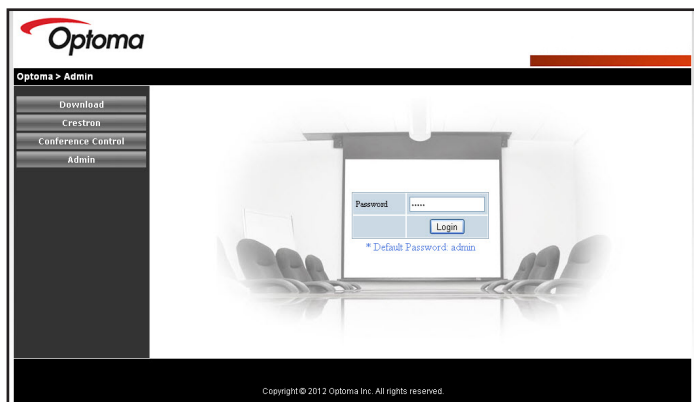 Optoma
Optoma > Admin
Download
Crestron
Conference Control
Admin
Password
•••••
Login
* Default Password: admin
Copyright © 2012 Optoma Inc. All rights reserved.